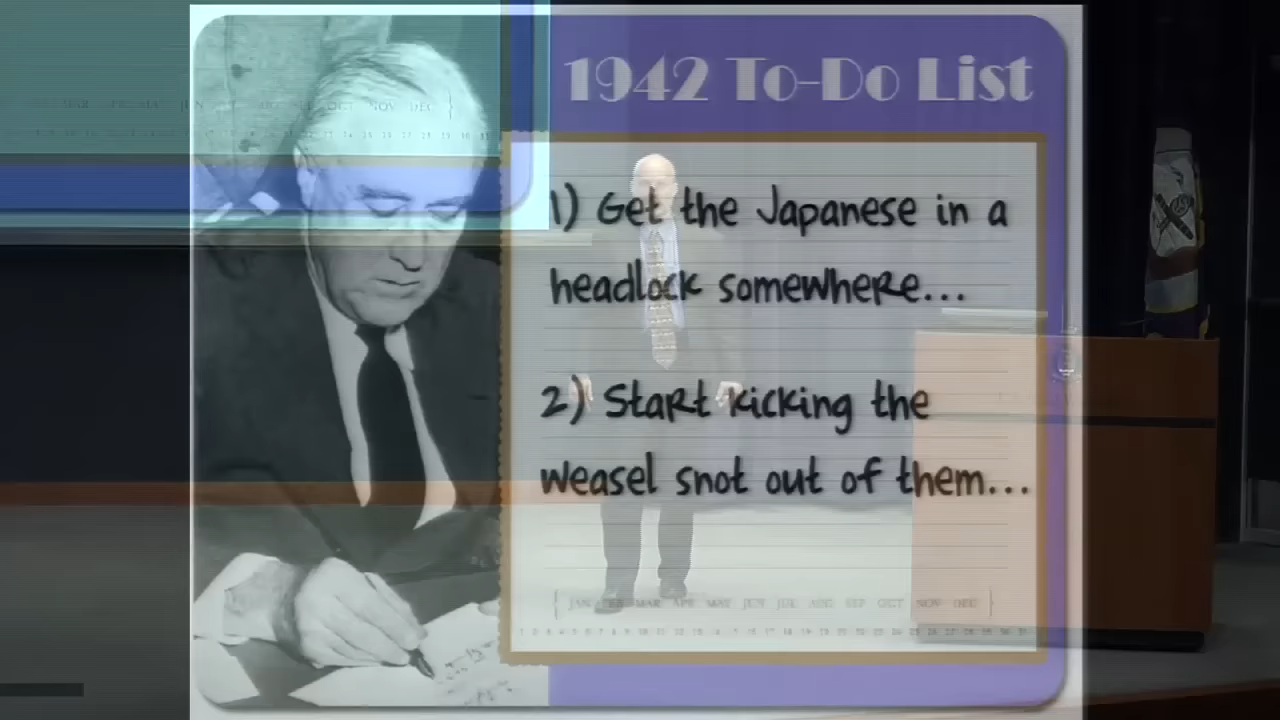 1942 To-Do List
1) Get the Japanese in a
headlock somewhere...
2) Start kicking the
weasel snot out of them...
{ JAN FEB MAR APR MAY JUN JUL AUG SEP OCT NOV DEC }